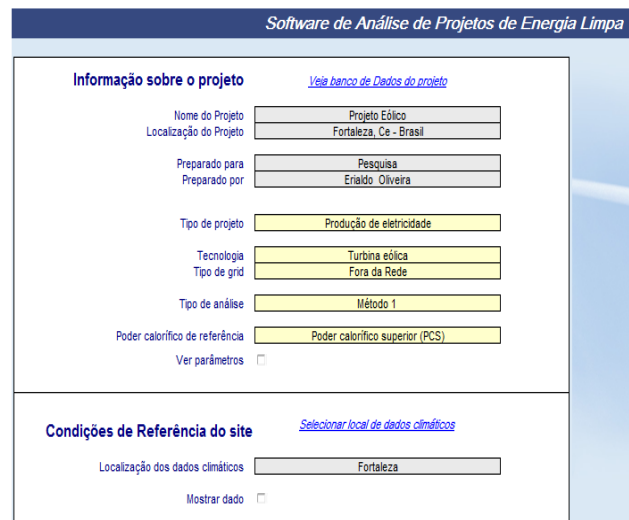 Software de Análise de Projetos de Energia Limpa
Informação sobre o projeto Veja banco de Dados do projeto
Nome do Projeto Projeto Eólico
Localização do Projeto Fortaleza, Ce - Brasil
Preparado para Pesquisa
Preparado por Erialdo Oliveira
Tipo de projeto Produção de eletricidade
Tecnologia Turbina eólica
Tipo de grid Fora da Rede
Tipo de análise Método 1
Poder calorífico de referência Poder calorífico superior (PCS)
Ver parâmetros
Condições de Referência do site Selecionar local de dados climáticos
Localização dos dados climáticos Fortaleza
Mostrar dado